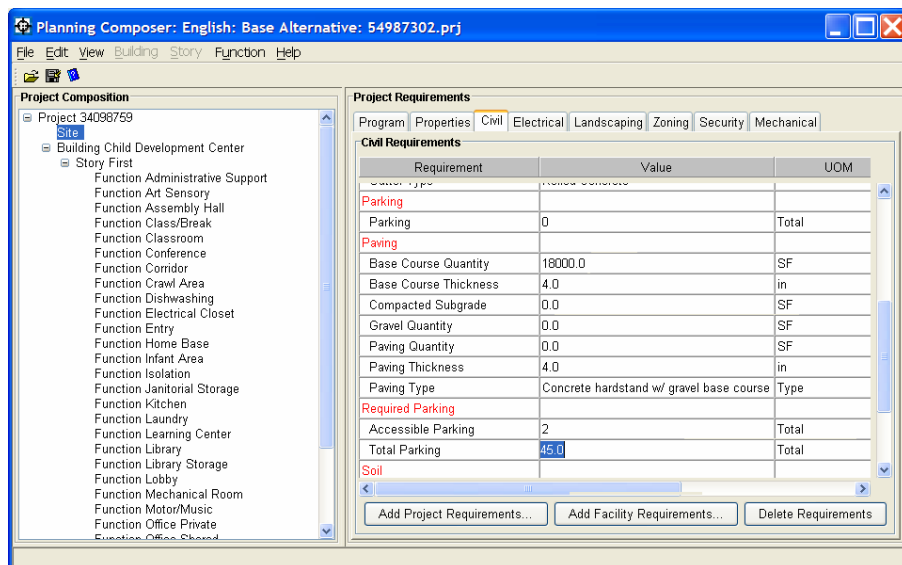 Planning Composer: English: Base Alternative: 54987302.prj
File Edit View Building Story Function Help
Project Composition
Project 34098759
Site
Building Child Development Center
Story First
Function Administrative Support
Function Art Sensory
Function Assembly Hall
Function Class/Break
Function Classroom
Function Conference
Function Corridor
Function Crawl Area
Function Dishwashing
Function Electrical Closet
Function Entry
Function Home Base
Function Infant Area
Function Isolation
Function Janitorial Storage
Function Kitchen
Function Laundry
Function Learning Center
Function Library
Function Library Storage
Function Lobby
Function Mechanical Room
Function Motor/Music
Function Office Private
Function Office Shared
Project Requirements
Program Properties Civil Electrical Landscaping Zoning Security Mechanical
Civil Requirements
Requirement Value UOM
Gutter Type Rolled Concrete
Parking
Parking 0 Total
Paving
Base Course Quantity 18000.0 SF
Base Course Thickness 4.0 in
Compacted Subgrade 0.0 SF
Gravel Quantity 0.0 SF
Paving Quantity 0.0 SF
Paving Thickness 4.0 in
Paving Type Concrete hardstand w/ gravel base course Type
Required Parking
Accessible Parking 2 Total
Total Parking 45.0 Total
Soil
Add Project Requirements... Add Facility Requirements... Delete Requirements